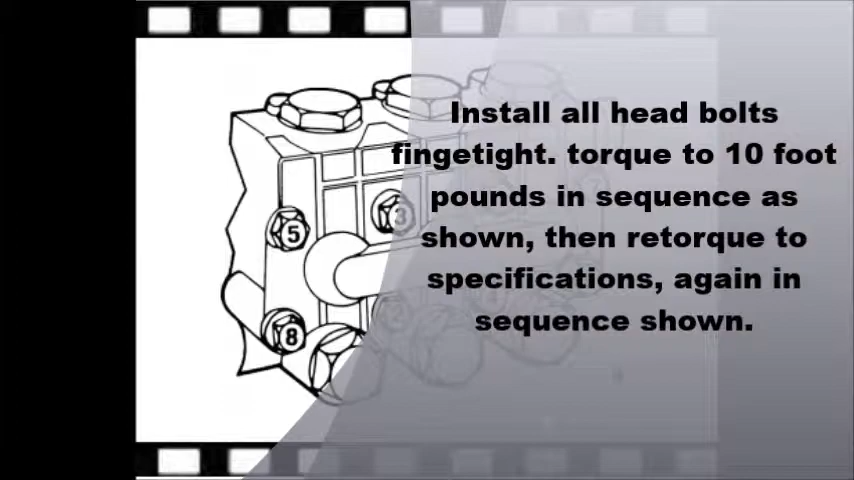 Install all head bolts
fingetight. torque to 10 foot
pounds in sequence as
shown, then retorque to
specifications, again in
sequence shown.
3
5
8